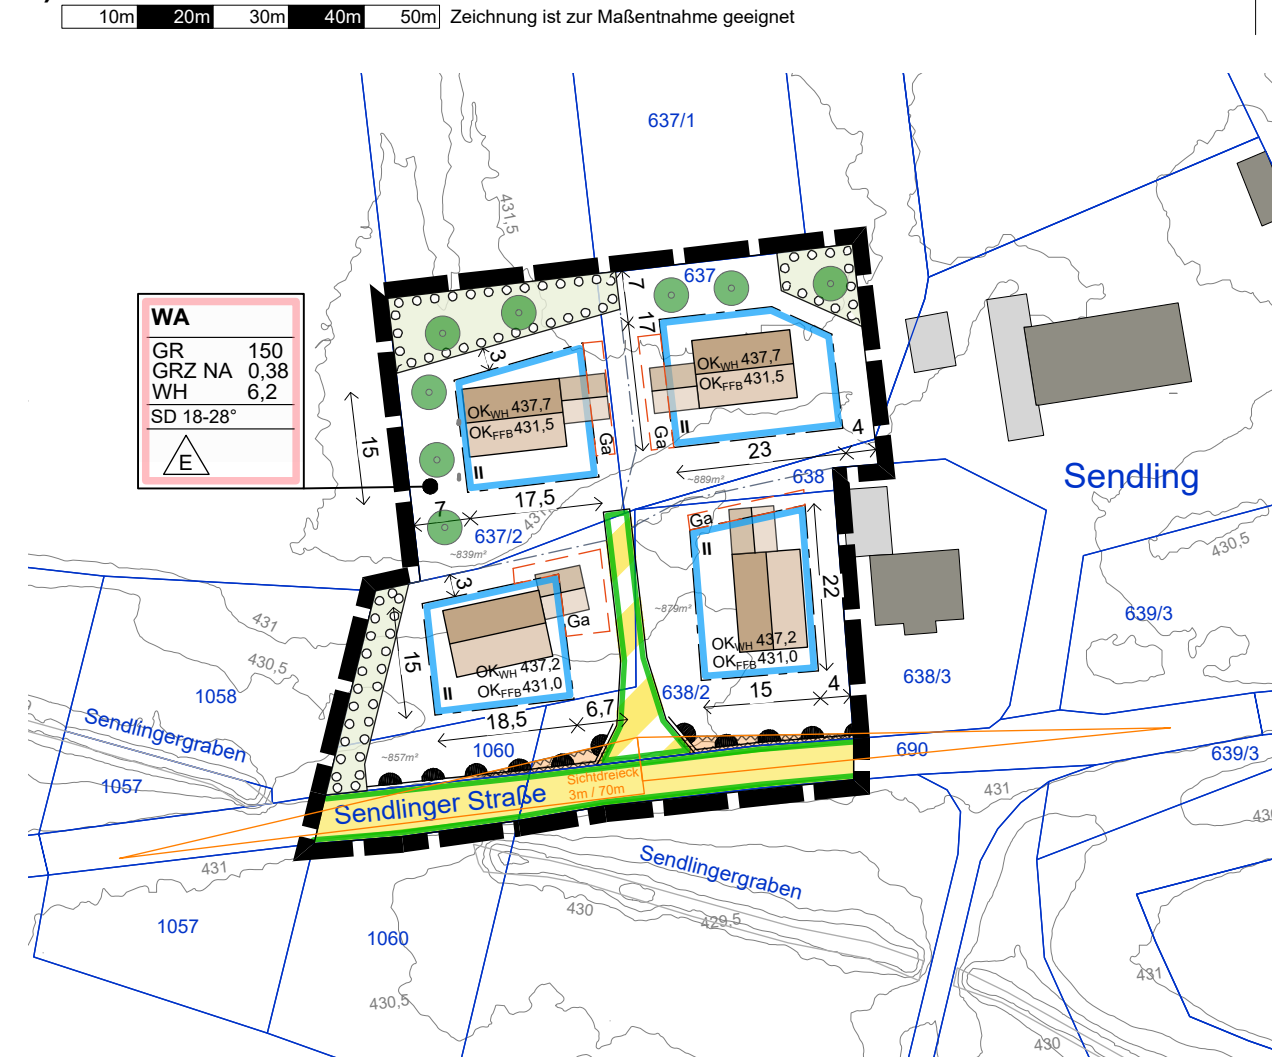 10m 20m 30m 40m 50m Zeichnung ist zur Maßentnahme geeignet
637/1
431,5
637
7
17
WA
GR 150
GRZ NA 0,38
WH 6,2
SD 18-28°
E
3
OKWH 437,7
OKFFB 431,5
II
Ga
OKWH 437,7
OKFFB 431,5
II
Ga
15
23
4
~889m²
638
Sendling
7
17,5
637/2
~839m²
Ga
II
22
430,5
639/3
3
Ga
~879m²
15
OKWH 437,2
OKFFB 431,0
II
OKWH 437,2
OKFFB 431,0
431
430,5
1058
638/3
638/2
15
4
18,5
6,7
Sendlingergraben
1060
~857m²
690
639/3
1057
Sichtdreieck
3m / 70m
Sendlinger Straße
431
431
Sendlingergraben
430
429,5
1057
1060
431
430,5
430